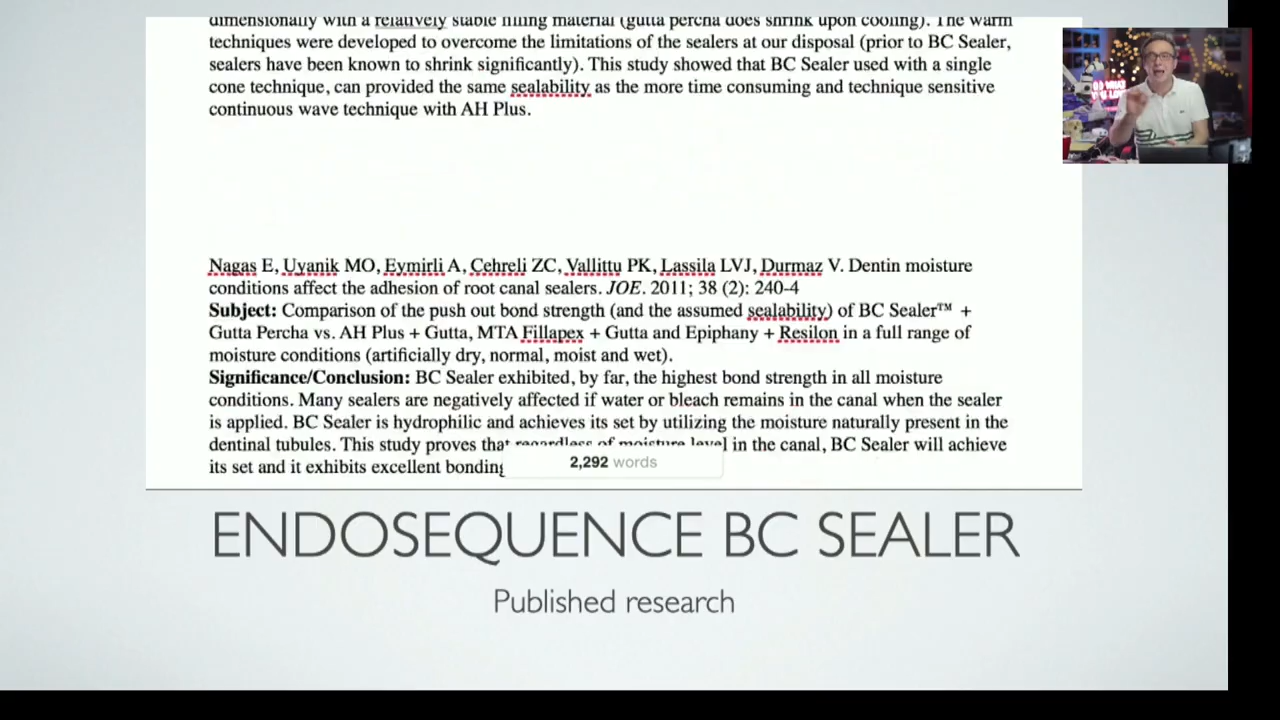 dimensionally with a relatively stable filling material (gutta percha does shrink upon cooling). The warm
techniques were developed to overcome the limitations of the sealers at our disposal (prior to BC Sealer,
sealers have been known to shrink significantly). This study showed that BC Sealer used with a single
cone technique, can provided the same sealability as the more time consuming and technique sensitive
continuous wave technique with AH Plus.
Nagas E, Uyanik MO, Eymirli A, Cehreli ZC, Vallittu PK, Lassila LVJ, Durmaz V. Dentin moisture
conditions affect the adhesion of root canal sealers. JOE. 2011; 38 (2): 240-4
Subject: Comparison of the push out bond strength (and the assumed sealability) of BC Sealer™ +
Gutta Percha vs. AH Plus + Gutta, MTA Fillapex + Gutta and Epiphany + Resilon in a full range of
moisture conditions (artificially dry, normal, moist and wet).
Significance/Conclusion: BC Sealer exhibited, by far, the highest bond strength in all moisture
conditions. Many sealers are negatively affected if water or bleach remains in the canal when the sealer
is applied. BC Sealer is hydrophilic and achieves its set by utilizing the moisture naturally present in the
dentinal tubules. This study proves that regardless of moisture level in the canal, BC Sealer will achieve
its set and it exhibits excellent bonding
2,292 words
ENDOSEQUENCE BC SEALER
Published research